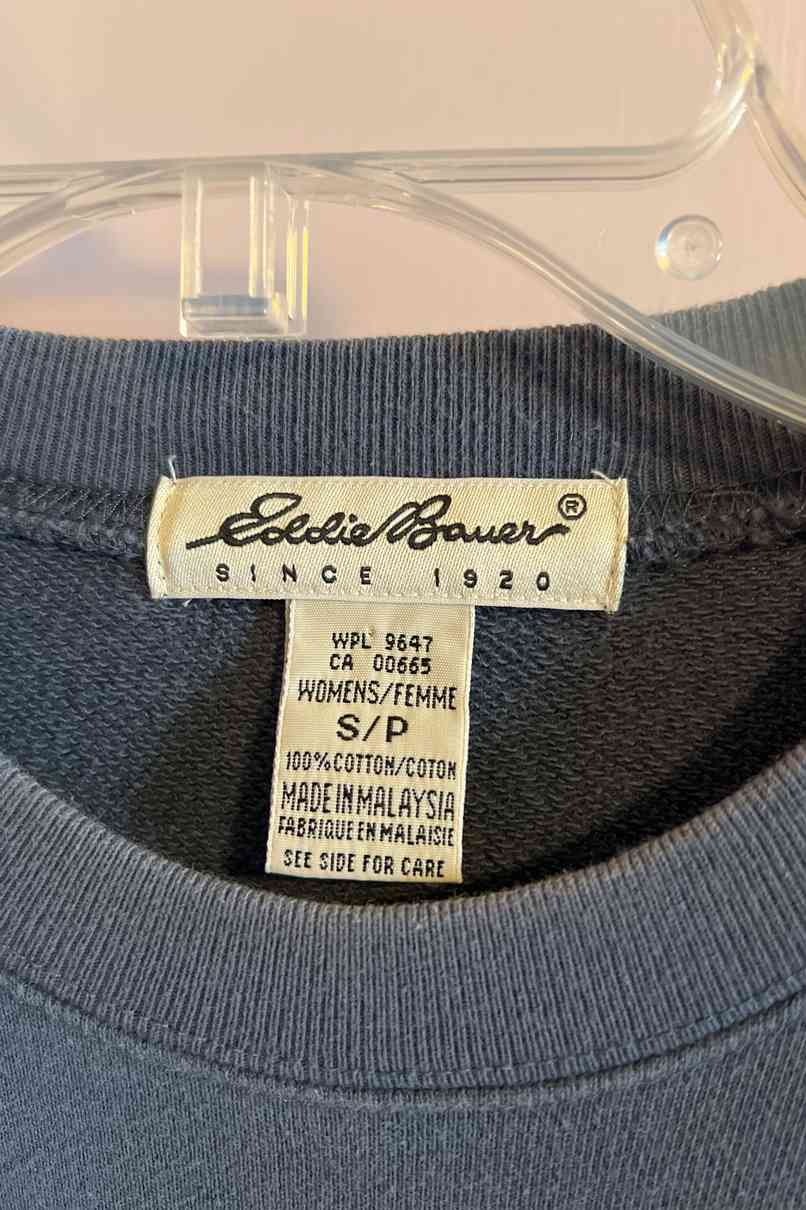 Eddie Bauer®
SINCE 1920
WPL 9647
CA 00665
WOMENS/FEMME
S/P
100% COTTON/COTON
MADE IN MALAYSIA
FABRIQUE EN MALAISIE
SEE SIDE FOR CARE